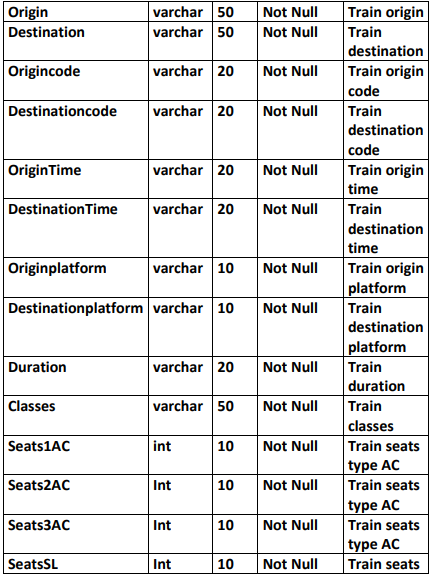 Origin varchar 50 Not Null Train origin
Destination varchar 50 Not Null Train
destination
Origincode varchar 20 Not Null Train origin
code
Destinationcode varchar 20 Not Null Train
destination
code
OriginTime varchar 20 Not Null Train origin
time
DestinationTime varchar 20 Not Null Train
destination
time
Originplatform varchar 10 Not Null Train origin
platform
Destinationplatform varchar 10 Not Null Train
destination
platform
Duration varchar 20 Not Null Train
duration
Classes varchar 50 Not Null Train
classes
Seats1AC int 10 Not Null Train seats
type AC
Seats2AC Int 10 Not Null Train seats
type AC
Seats3AC Int 10 Not Null Train seats
type AC
SeatsSL Int 10 Not Null Train seats